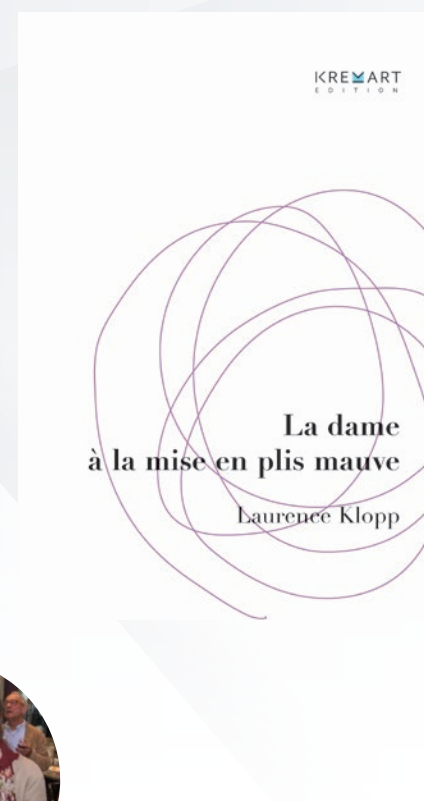 KREMART
EDITION
La dame
à la mise en plis mauve
Laurence Klopp